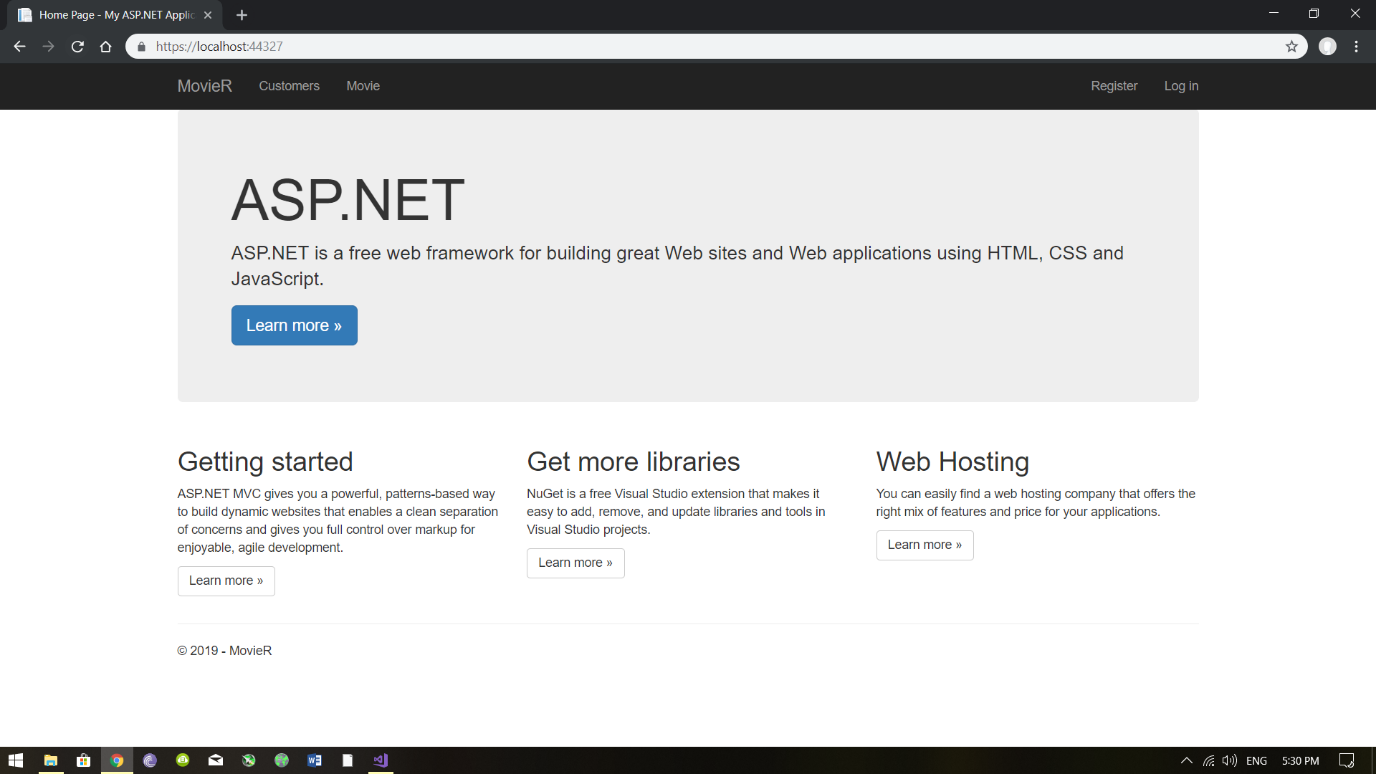 Home Page - My ASP.NET Applic
https://localhost:44327
MovieR Customers Movie Register Log in
ASP.NET
ASP.NET is a free web framework for building great Web sites and Web applications using HTML, CSS and
JavaScript.
Learn more »
Getting started
ASP.NET MVC gives you a powerful, patterns-based way
to build dynamic websites that enables a clean separation
of concerns and gives you full control over markup for
enjoyable, agile development.
Learn more »
Get more libraries
NuGet is a free Visual Studio extension that makes it
easy to add, remove, and update libraries and tools in
Visual Studio projects.
Learn more »
Web Hosting
You can easily find a web hosting company that offers the
right mix of features and price for your applications.
Learn more »
© 2019 - MovieR
ENG 5:30 PM